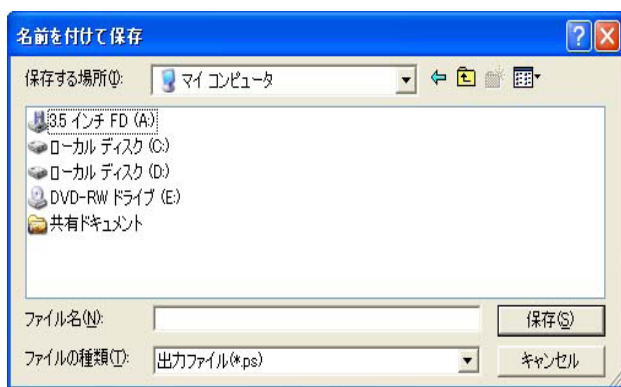 名前を付けて保存
保存する場所(I): マイ コンピュータ
3.5 インチ FD (A:)
ローカル ディスク (C:)
ローカル ディスク (D:)
DVD-RW ドライブ (E:)
共有ドキュメント
ファイル名(N): 保存(S)
ファイルの種類(T): 出力ファイル(*.ps) キャンセル